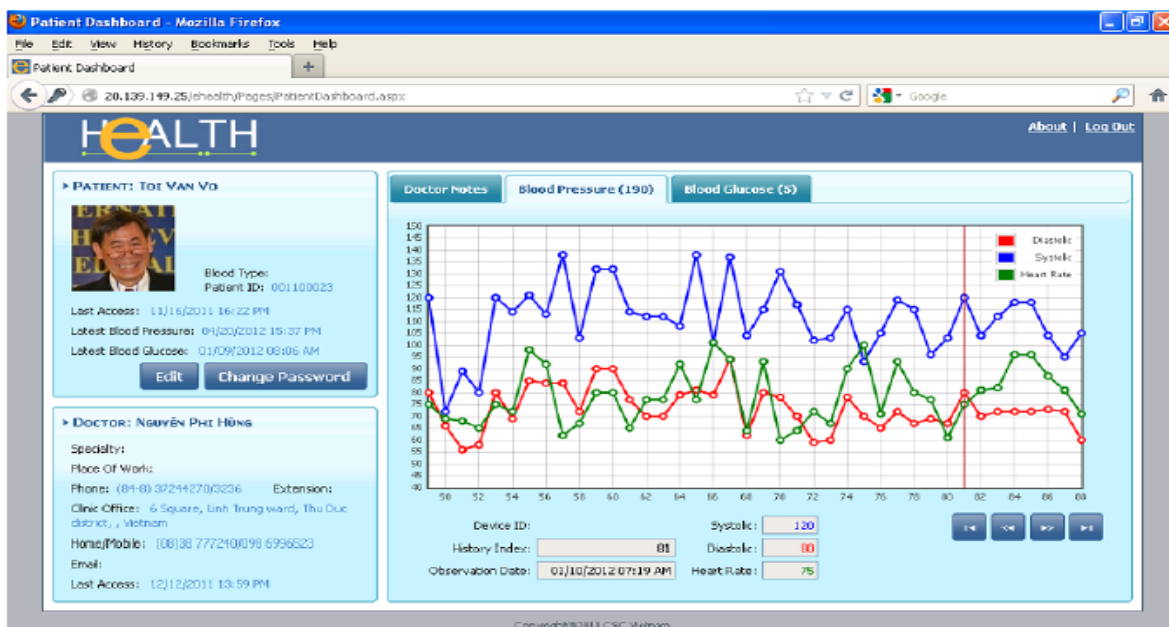 Patient Dashboard - Mozilla Firefox
File Edit View History Bookmarks Tools Help
Patient Dashboard +
20.139.149.25/ehealth/Pages/PatientDashboard.aspx
Google
HeALTH
About | Log Out
PATIENT: TOI VAN VO
Blood Type:
Patient ID: 001100023
Last Access: 11/16/2011 16:22 PM
Latest Blood Pressure: 04/20/2012 15:37 PM
Latest Blood Glucose: 01/09/2012 08:06 AM
Edit Change Password
DOCTOR: NGUYỄN PHI HÙNG
Specialty:
Place Of Work:
Phone: (84-8) 37244270/3236 Extension:
Clinic Office: 6 Square, Linh Trung ward, Thu Duc
district, , Vietnam
Home/Mobile: (08)38 777240/098 6996523
Email:
Last Access: 12/12/2011 13:59 PM
Doctor Notes Blood Pressure (190) Blood Glucose (5)
150
145
140
135
130
125
120
115
110
105
100
95
90
85
80
75
70
65
60
55
50
45
40
Diastolic
Systolic
Heart Rate
50 52 54 56 58 60 62 64 66 68 70 72 74 76 78 80 82 84 86 88
Device ID: Systolic: 120
History Index: 81 Diastolic: 80
Observation Date: 01/10/2012 07:19 AM Heart Rate: 75
CSC Vietnam